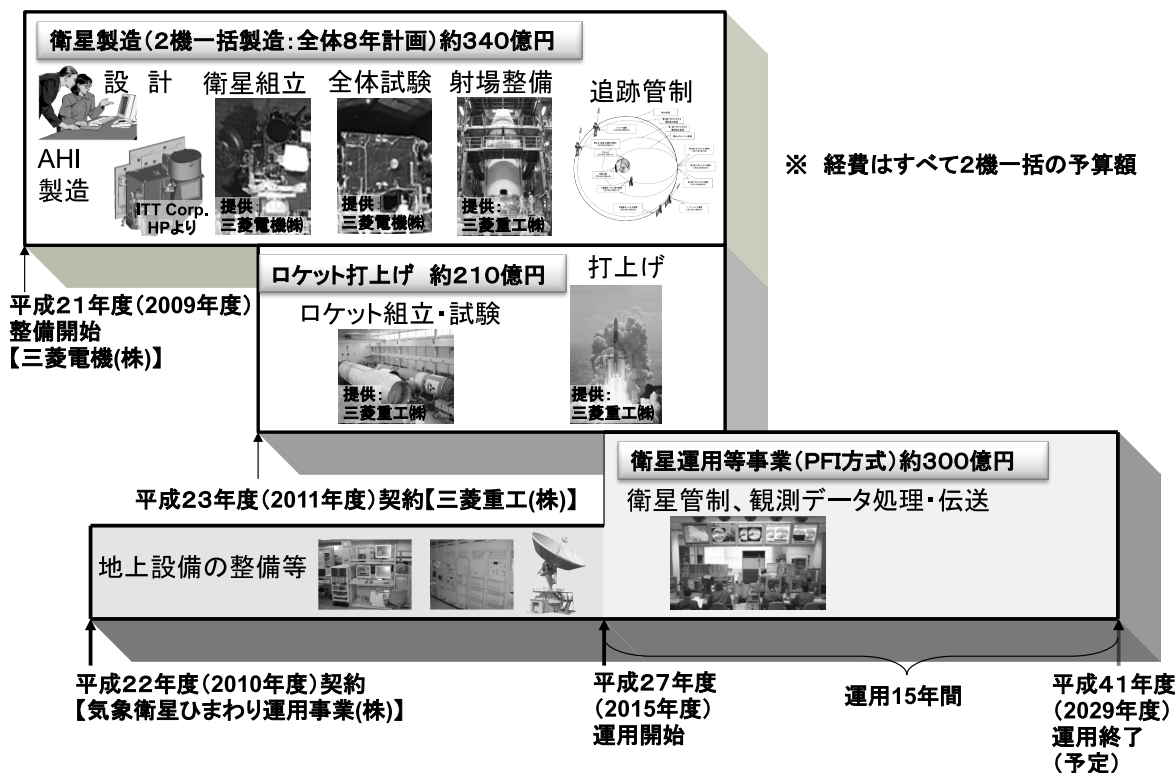 衛星製造（2機一括製造：全体8年計画）約340億円
設 計
衛星組立
全体試験
射場整備
追跡管制
AHI
製造
ITT Corp.
HPより
提供：
三菱電機㈱
提供：
三菱電機㈱
提供：
三菱重工㈱
※ 経費はすべて2機一括の予算額
平成21年度（2009年度）
整備開始
【三菱電機(株)】
ロケット打上げ 約210億円
打上げ
ロケット組立・試験
提供：
三菱重工㈱
提供：
三菱重工㈱
平成23年度（2011年度）契約【三菱重工(株)】
衛星運用等事業（PFI方式）約300億円
衛星管制、観測データ処理・伝送
地上設備の整備等
平成22年度（2010年度）契約
【気象衛星ひまわり運用事業(株)】
平成27年度
（2015年度）
運用開始
運用15年間
平成41年度
（2029年度）
運用終了
（予定）